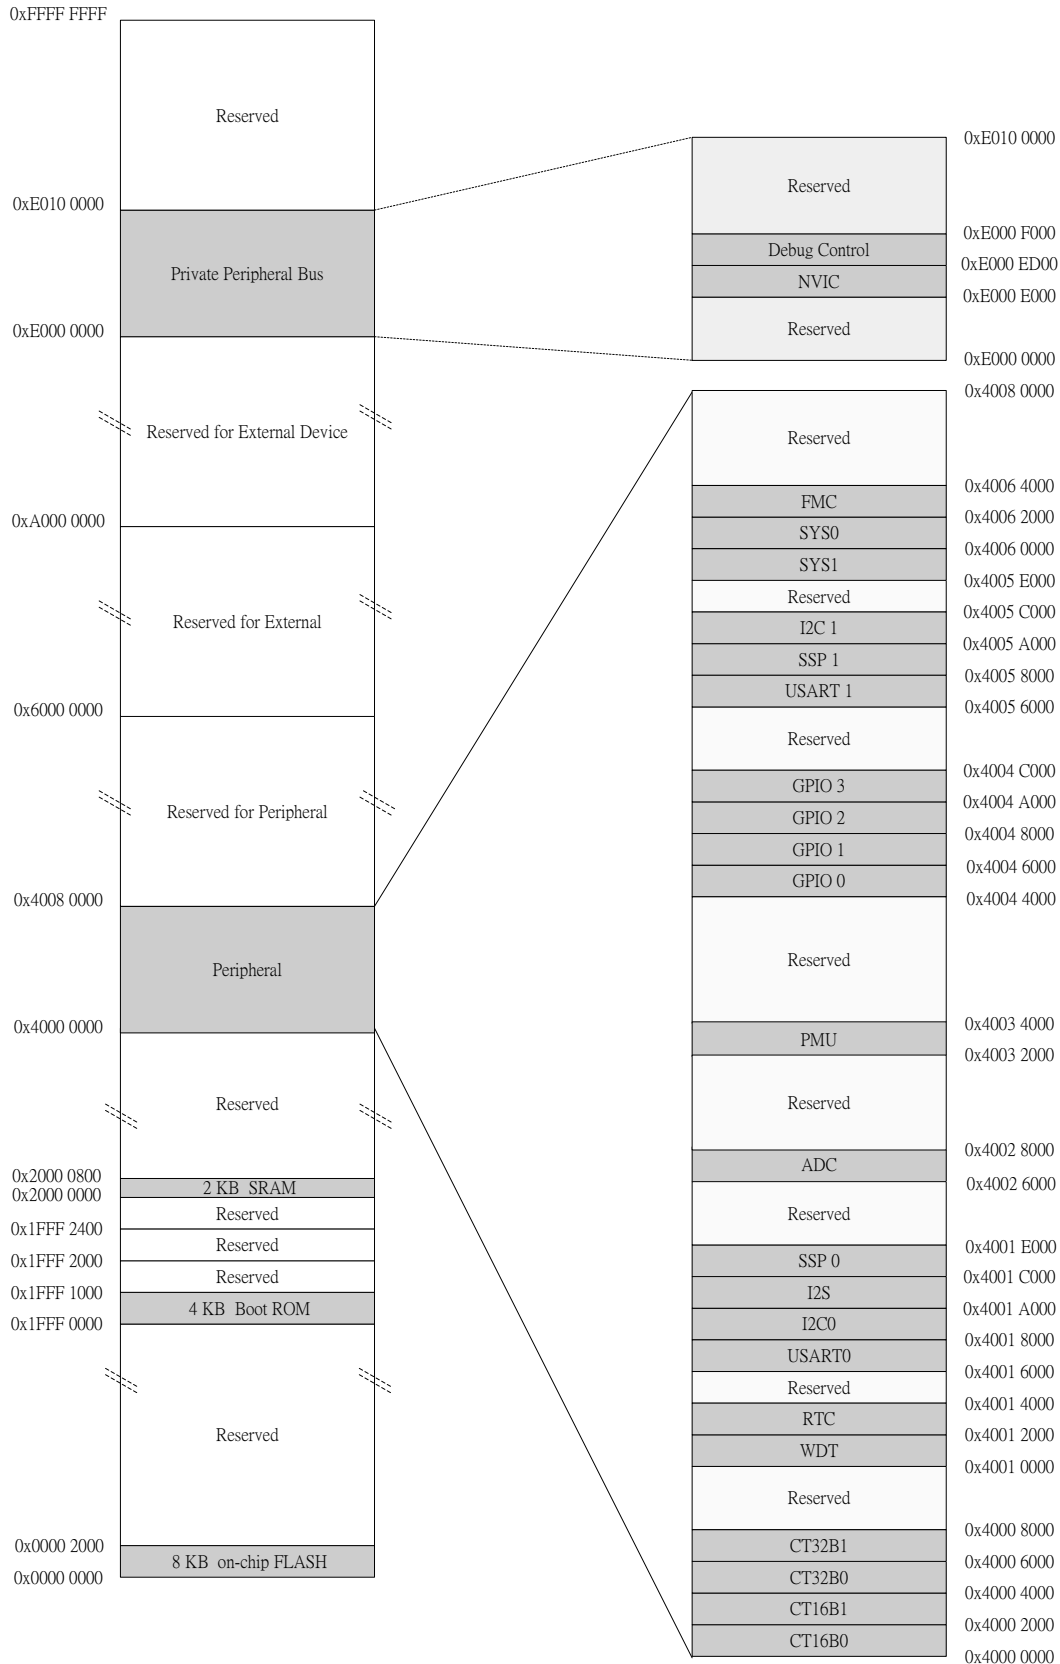 0xFFFF FFFF
Reserved
0xE010 0000
Private Peripheral Bus
0xE000 0000
Reserved for External Device
0xA000 0000
Reserved for External
0x6000 0000
Reserved for Peripheral
0x4008 0000
Peripheral
0x4000 0000
Reserved
0x2000 0800
2 KB SRAM
0x2000 0000
Reserved
0x1FFF 2400
Reserved
0x1FFF 2000
Reserved
0x1FFF 1000
4 KB Boot ROM
0x1FFF 0000
Reserved
0x0000 2000
8 KB on-chip FLASH
0x0000 0000
0xE010 0000
Reserved
0xE000 F000
Debug Control
0xE000 ED00
NVIC
0xE000 E000
Reserved
0xE000 0000
0x4008 0000
Reserved
0x4006 4000
FMC
0x4006 2000
SYS0
0x4006 0000
SYS1
0x4005 E000
Reserved
0x4005 C000
I2C 1
0x4005 A000
SSP 1
0x4005 8000
USART 1
0x4005 6000
Reserved
0x4004 C000
GPIO 3
0x4004 A000
GPIO 2
0x4004 8000
GPIO 1
0x4004 6000
GPIO 0
0x4004 4000
Reserved
0x4003 4000
PMU
0x4003 2000
Reserved
0x4002 8000
ADC
0x4002 6000
Reserved
0x4001 E000
SSP 0
0x4001 C000
I2S
0x4001 A000
I2C0
0x4001 8000
USART0
0x4001 6000
Reserved
0x4001 4000
RTC
0x4001 2000
WDT
0x4001 0000
Reserved
0x4000 8000
CT32B1
0x4000 6000
CT32B0
0x4000 4000
CT16B1
0x4000 2000
CT16B0
0x4000 0000